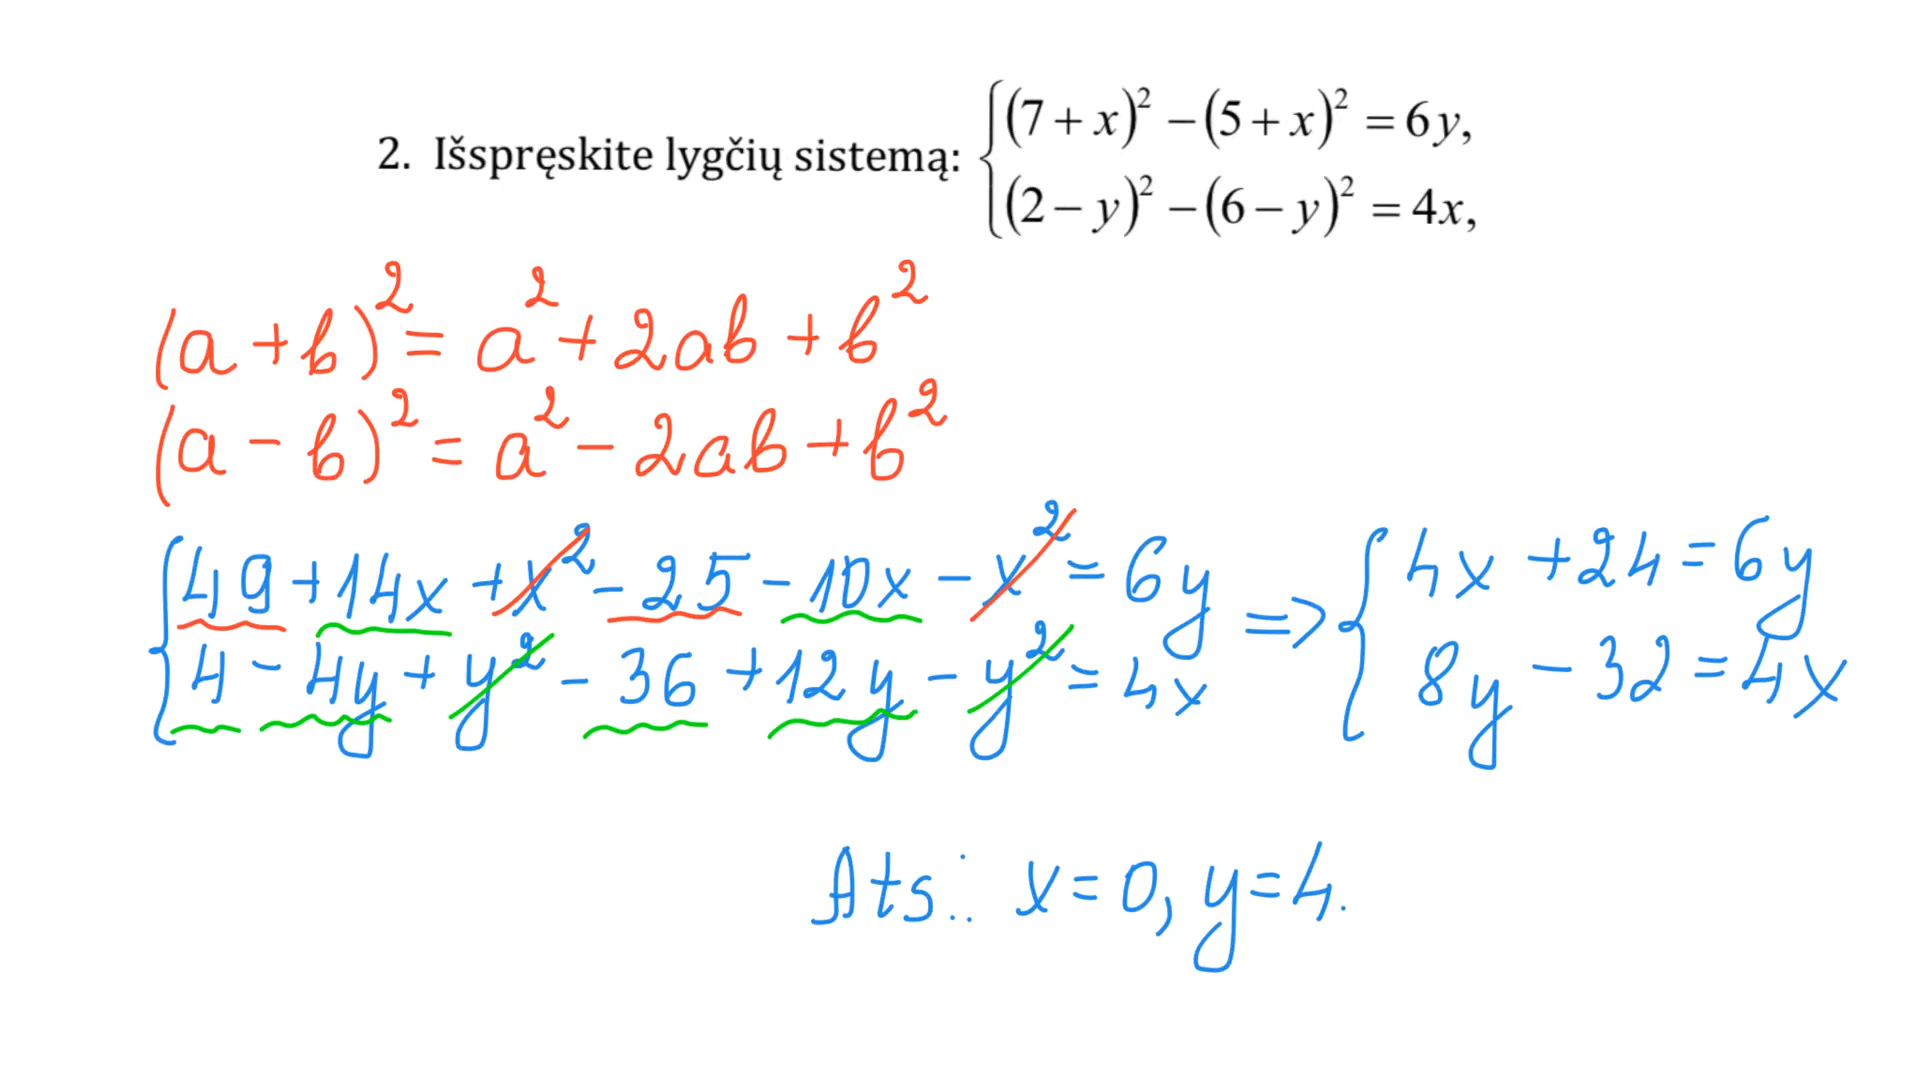 2. Išspręskite lygčių sistemą: {(7 + x)² − (5 + x)² = 6y,
(2 − y)² − (6 − y)² = 4x,
(a + b)² = a² + 2ab + b²
(a − b)² = a² − 2ab + b²
{49 + 14x + x² − 25 − 10x − x² = 6y => {4x + 24 = 6y
4 − 4y + y² − 36 + 12y − y² = 4x 8y − 32 = 4x
Ats.: x = 0, y = 4.